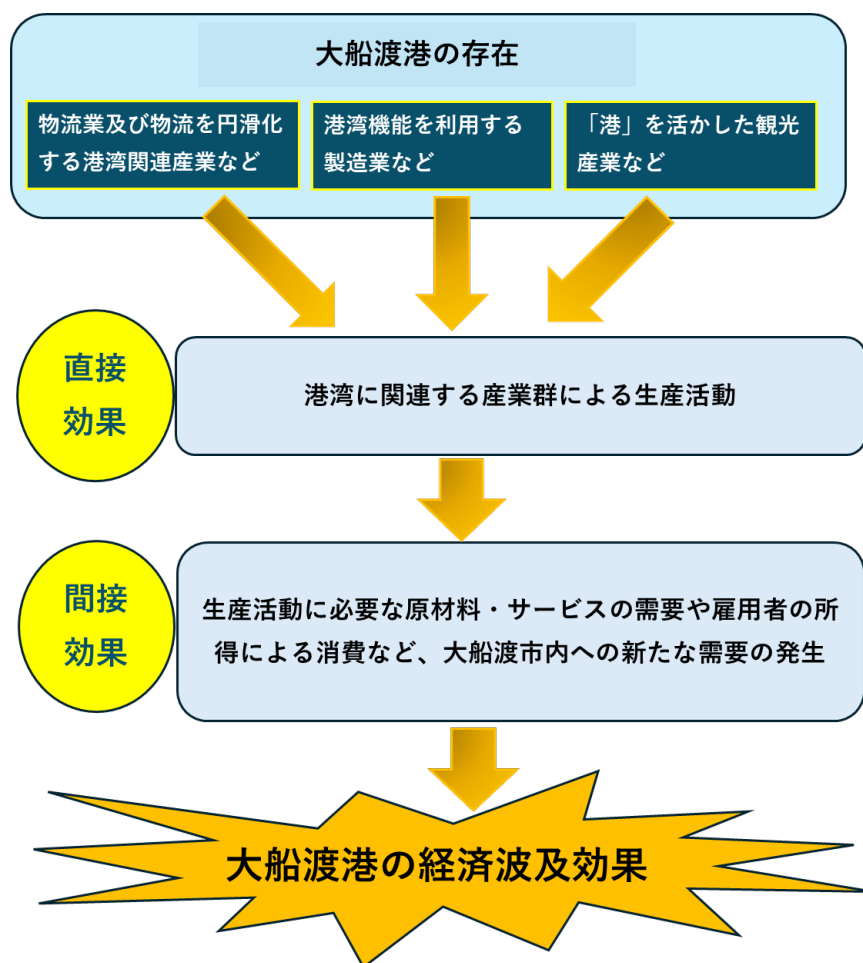 大船渡港の存在
物流業及び物流を円滑化
する港湾関連産業など
港湾機能を利用する
製造業など
「港」を活かした観光
産業など
直接
効果
港湾に関連する産業群による生産活動
間接
効果
生産活動に必要な原材料・サービスの需要や雇用者の所
得による消費など、大船渡市内への新たな需要の発生
大船渡港の経済波及効果